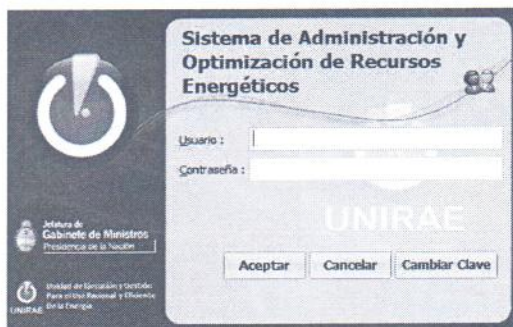 Sistema de Administración y
Optimización de Recursos
Energéticos
Usuario :
Contraseña :
UNIRAE
Aceptar
Cancelar
Cambiar Clave
Jefatura de
Gabinete de Ministros
Presidencia de la Nación
Unidad de Ejecución y Gestión
Para el Uso Racional y Eficiente
de la Energía
UNIRAE